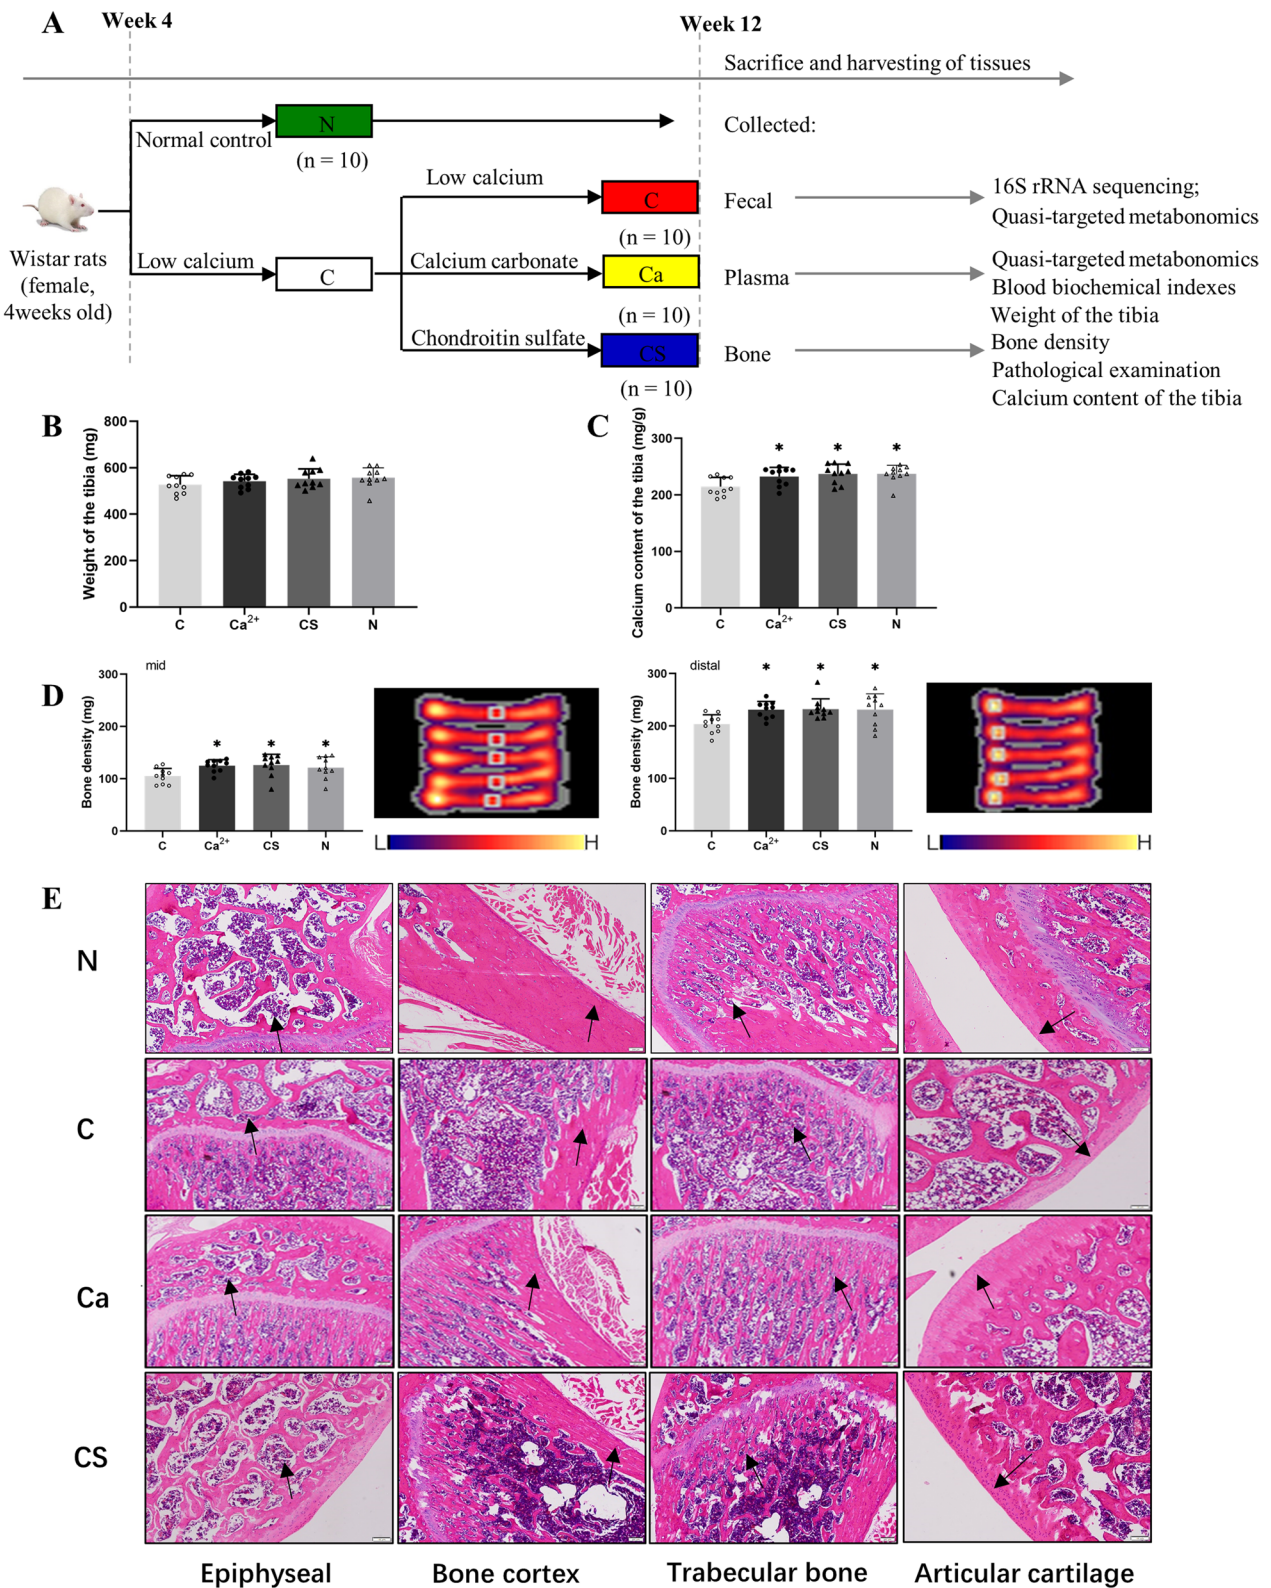 A
Week 4
Week 12
Sacrifice and harvesting of tissues
N
Normal control
(n = 10)
Collected:
Low calcium
C
(n = 10)
Fecal
16S rRNA sequencing;
Quasi-targeted metabonomics
Wistar rats
(female,
4weeks old)
Low calcium
C
Calcium carbonate
Ca
(n = 10)
Plasma
Quasi-targeted metabonomics
Blood biochemical indexes
Weight of the tibia
Chondroitin sulfate
CS
(n = 10)
Bone
Bone density
Pathological examination
Calcium content of the tibia
B
Weight of the tibia (mg)
800
600
400
200
0
C Ca2+ CS N
C
Calcium content of the tibia (mg/g)
300
200
100
0
* * *
C Ca2+ CS N
D
mid
Bone density (mg)
300
200
100
0
* * *
C Ca2+ CS N
L H
distal
Bone density (mg)
300
200
100
0
* * *
C Ca2+ CS N
L H
E
N
C
Ca
CS
Epiphyseal Bone cortex Trabecular bone Articular cartilage